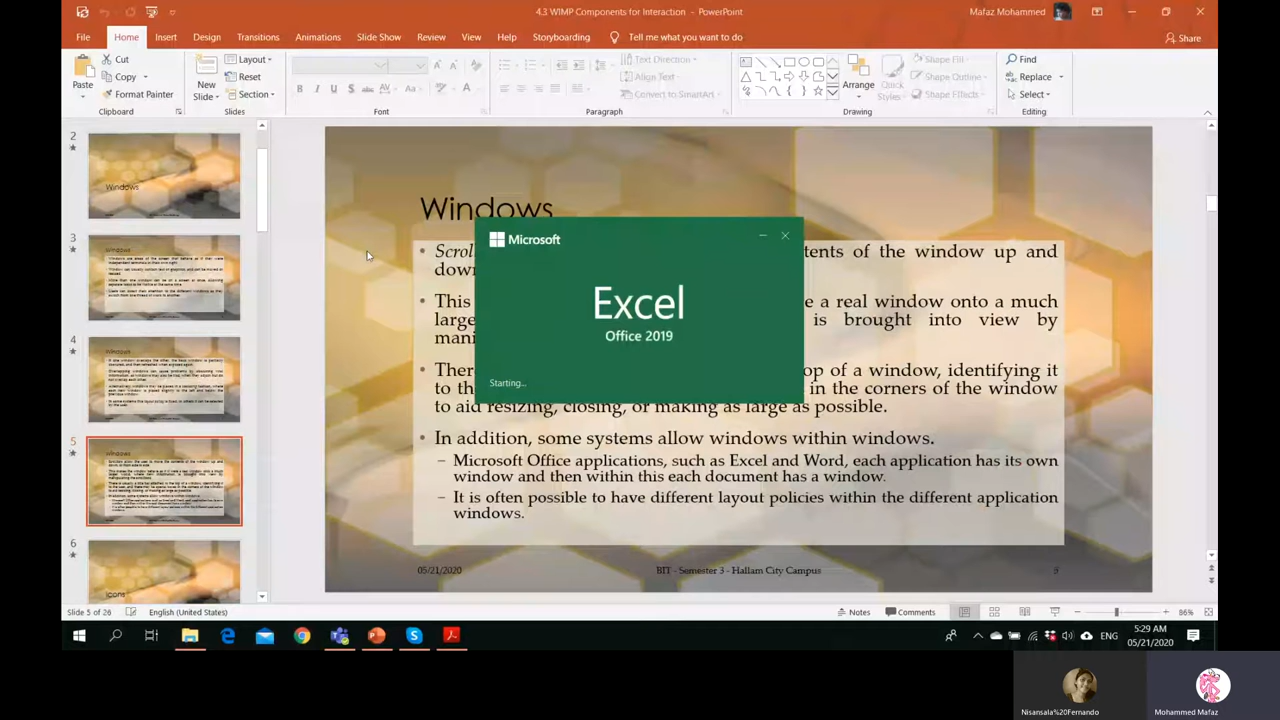 4.3 WIMP Components for Interaction - PowerPoint
Mafaz Mohammed
File Home Insert Design Transitions Animations Slide Show Review View Help Storyboarding Tell me what you want to do Share
Paste
Cut
Copy
Format Painter
Clipboard
New Slide
Layout
Reset
Section
Slides
Font
Text Direction
Align Text
Convert to SmartArt
Paragraph
Arrange
Quick Styles
Shape Fill
Shape Outline
Shape Effects
Drawing
Find
Replace
Select
Editing
2
Windows
3
Windows
4
Windows
5
Windows
6
Icons
Windows
• tents of the window up and
down
• This e a real window onto a much
large is brought into view by
• Ther op of a window, identifying it
to th in the corners of the window
to aid resizing, closing, or making as large as possible.
• In addition, some systems allow windows within windows.
– Microsoft Office applications, such as Excel and Word, each application has its own
window and then within this each document has a window.
– It is often possible to have different layout policies within the different application
windows.
05/21/2020 BIT - Semester 3 - Hallam City Campus 5
Microsoft
Excel
Office 2019
Starting...
Slide 5 of 26 English (United States) Notes Comments 86%
ENG
5:29 AM
05/21/2020
Nisansala%20Fernando
Mohammed Mafaz